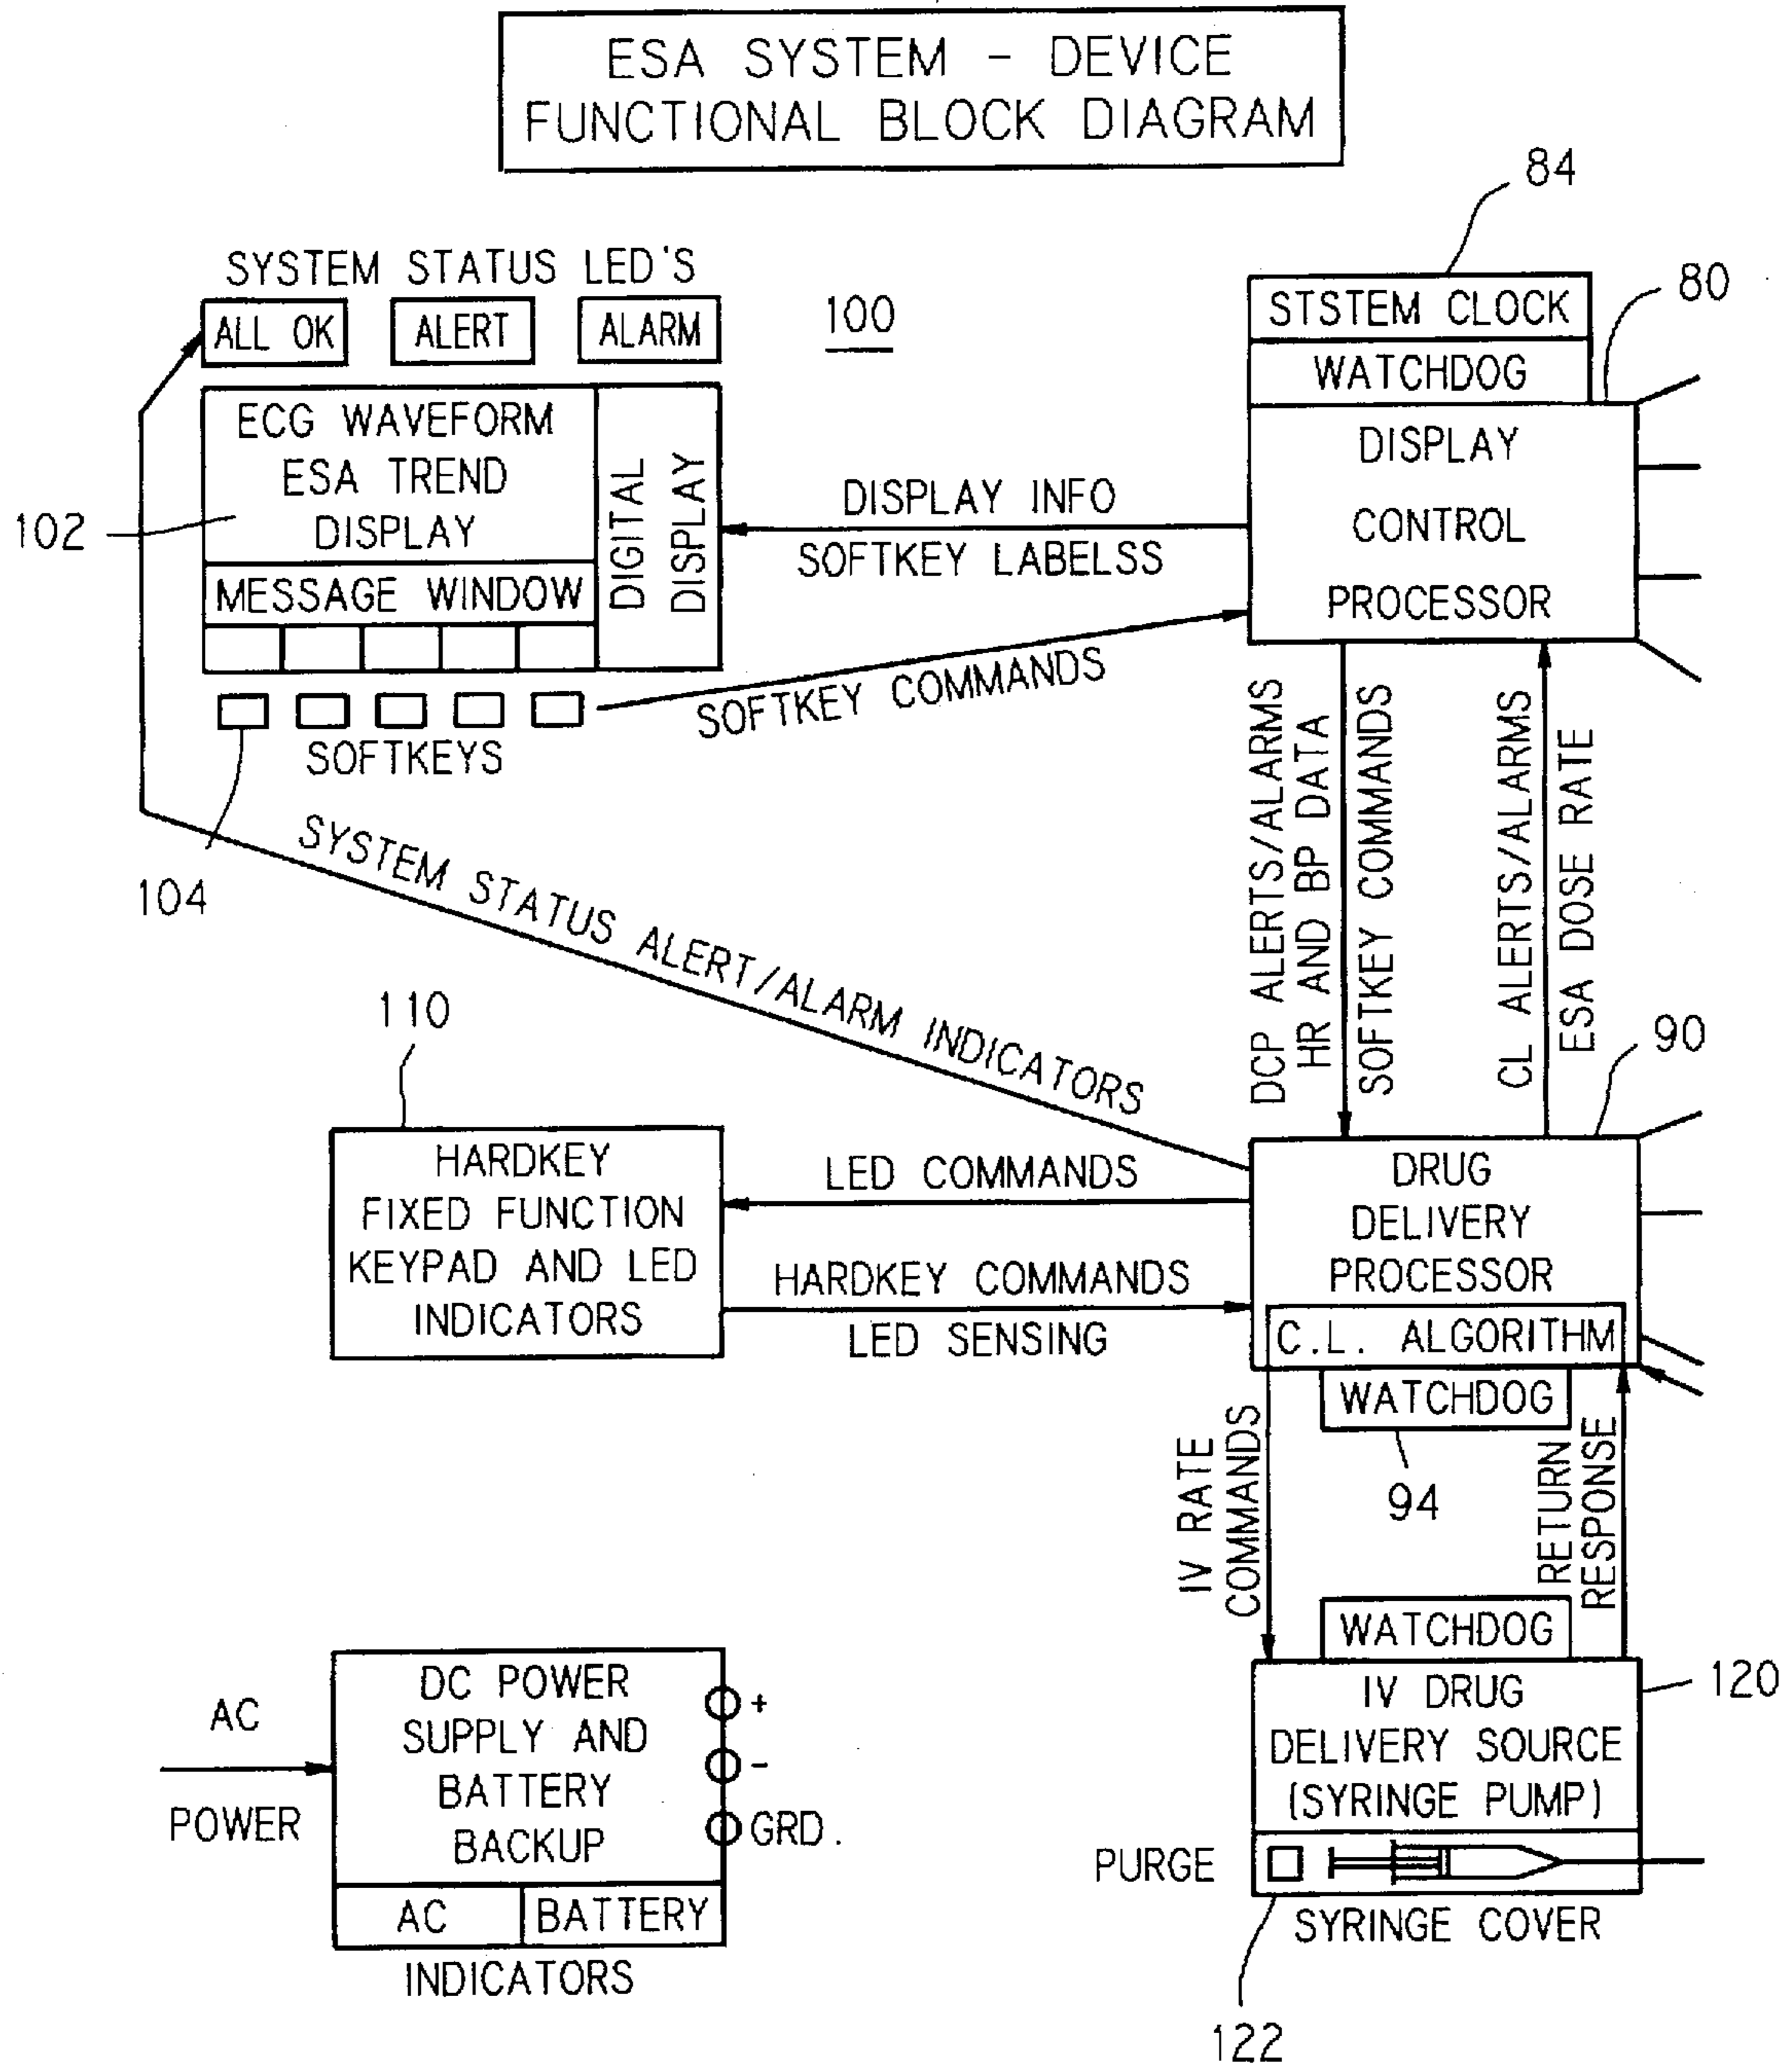 ESA SYSTEM - DEVICE
FUNCTIONAL BLOCK DIAGRAM
84
SYSTEM STATUS LED'S
ALL OK
ALERT
ALARM
100
STSTEM CLOCK
80
WATCHDOG
ECG WAVEFORM
ESA TREND
DISPLAY
102
MESSAGE WINDOW
DIGITAL
DISPLAY
DISPLAY INFO
SOFTKEY LABELSS
DISPLAY
CONTROL
PROCESSOR
SOFTKEY COMMANDS
SOFTKEYS
104
SYSTEM STATUS ALERT/ALARM INDICATORS
DCP ALERTS/ALARMS
HR AND BP DATA
SOFTKEY COMMANDS
CL ALERTS/ALARMS
ESA DOSE RATE
110
90
HARDKEY
FIXED FUNCTION
KEYPAD AND LED
INDICATORS
LED COMMANDS
HARDKEY COMMANDS
LED SENSING
DRUG
DELIVERY
PROCESSOR
C.L. ALGORITHM
WATCHDOG
94
IV RATE
COMMANDS
RETURN
RESPONSE
WATCHDOG
120
IV DRUG
DELIVERY SOURCE
(SYRINGE PUMP)
PURGE
SYRINGE COVER
122
AC
POWER
DC POWER
SUPPLY AND
BATTERY
BACKUP
+
-
GRD.
AC
BATTERY
INDICATORS